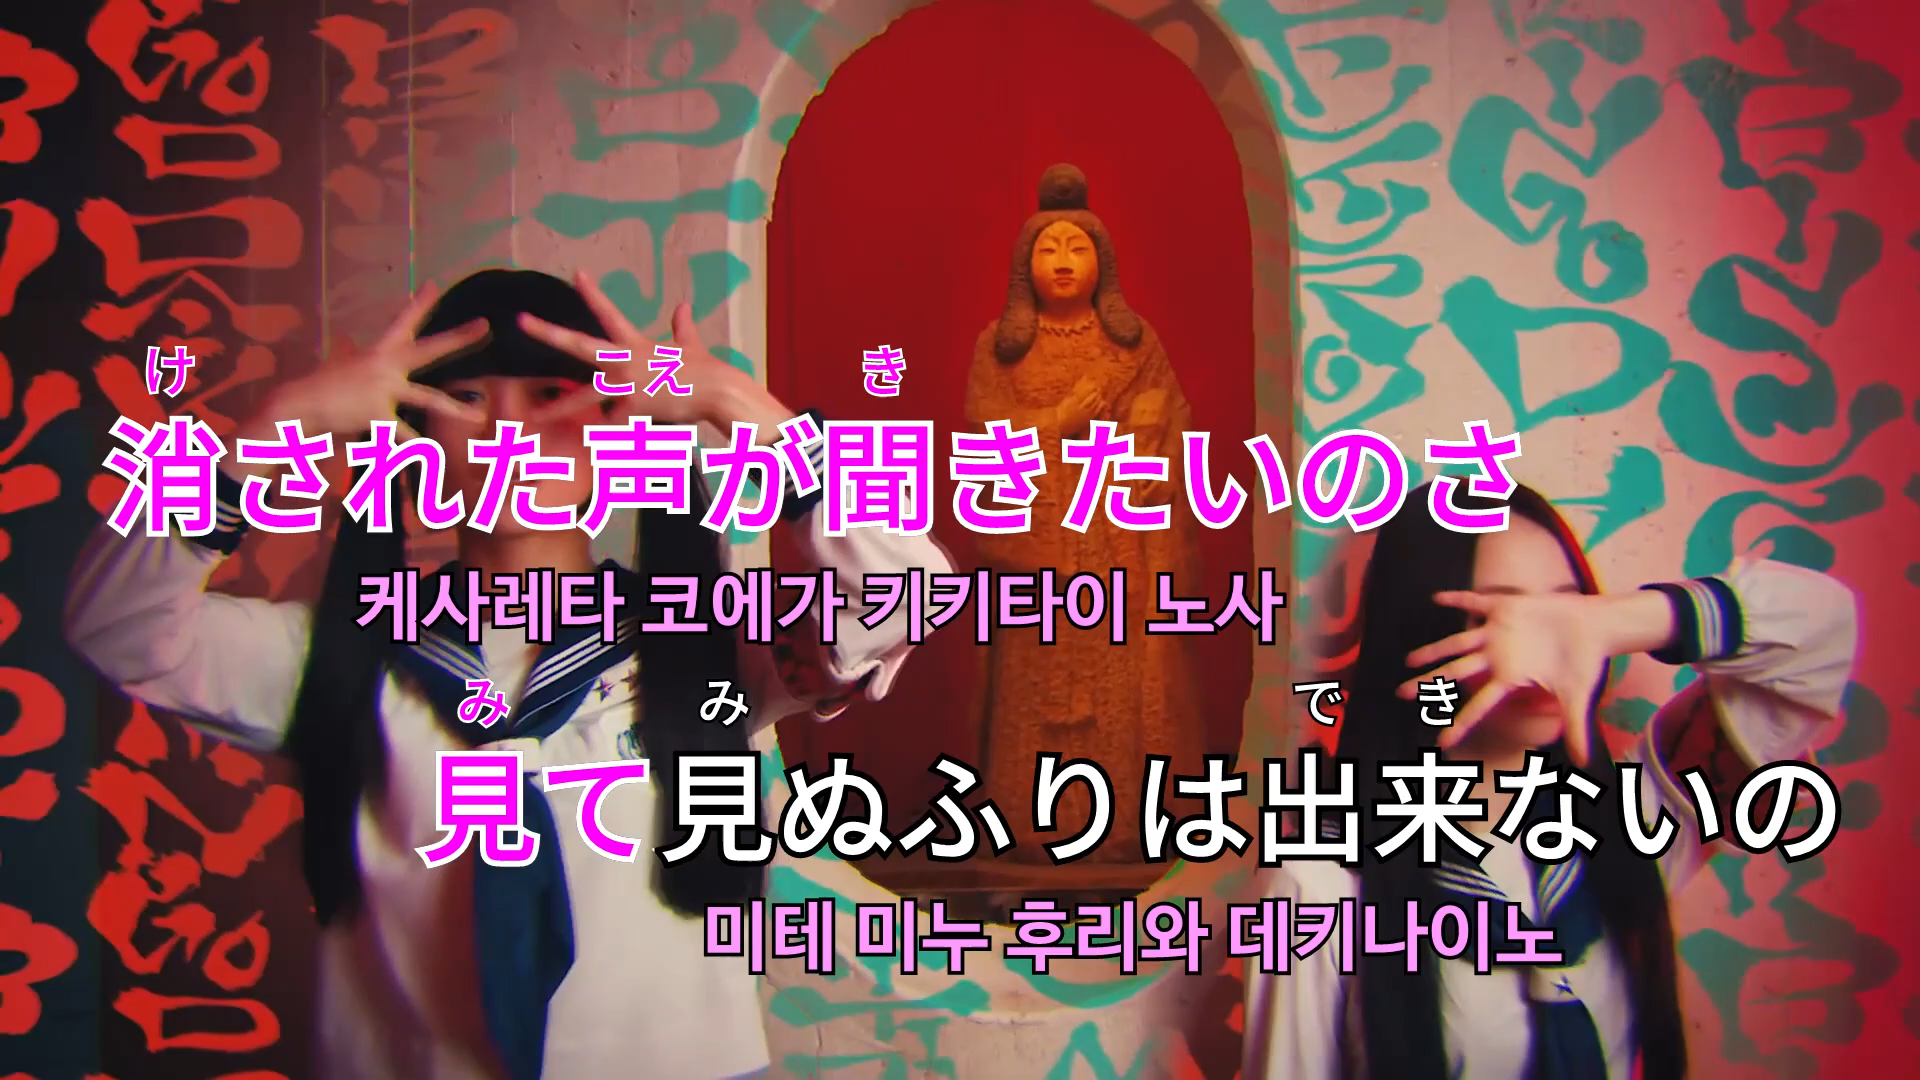 け こえ き
消された声が聞きたいのさ
케사레타 코에가 키키타이 노사
み み で き
見て見ぬふりは出来ないの
미테 미누 후리와 데키나이노